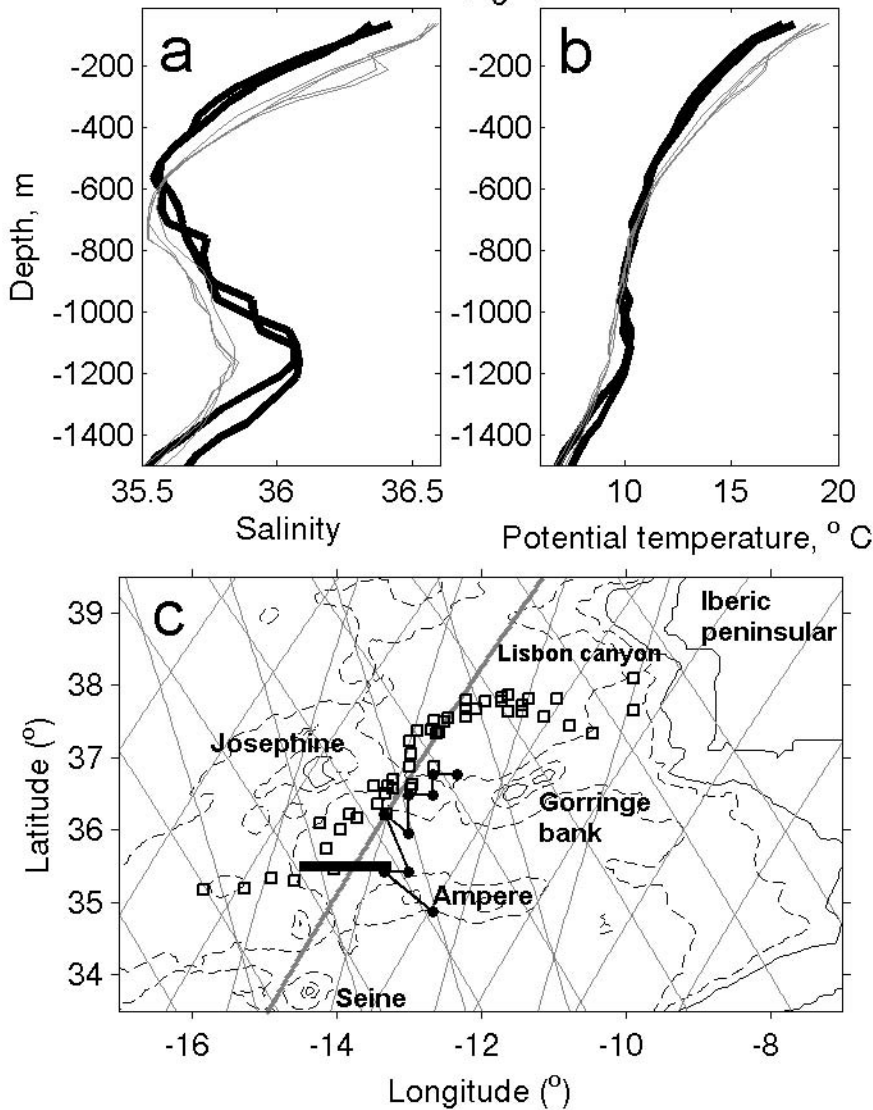 a
b
-200
-400
-600
-800
-1000
-1200
-1400
Depth, m
35.5 36 36.5
Salinity
-200
-400
-600
-800
-1000
-1200
-1400
10 15 20
Potential temperature, ° C
c
39
38
37
36
35
34
Latitude (°)
Iberic
peninsular
Lisbon canyon
Josephine
Gorringe
bank
Ampere
Seine
-16 -14 -12 -10 -8
Longitude (°)